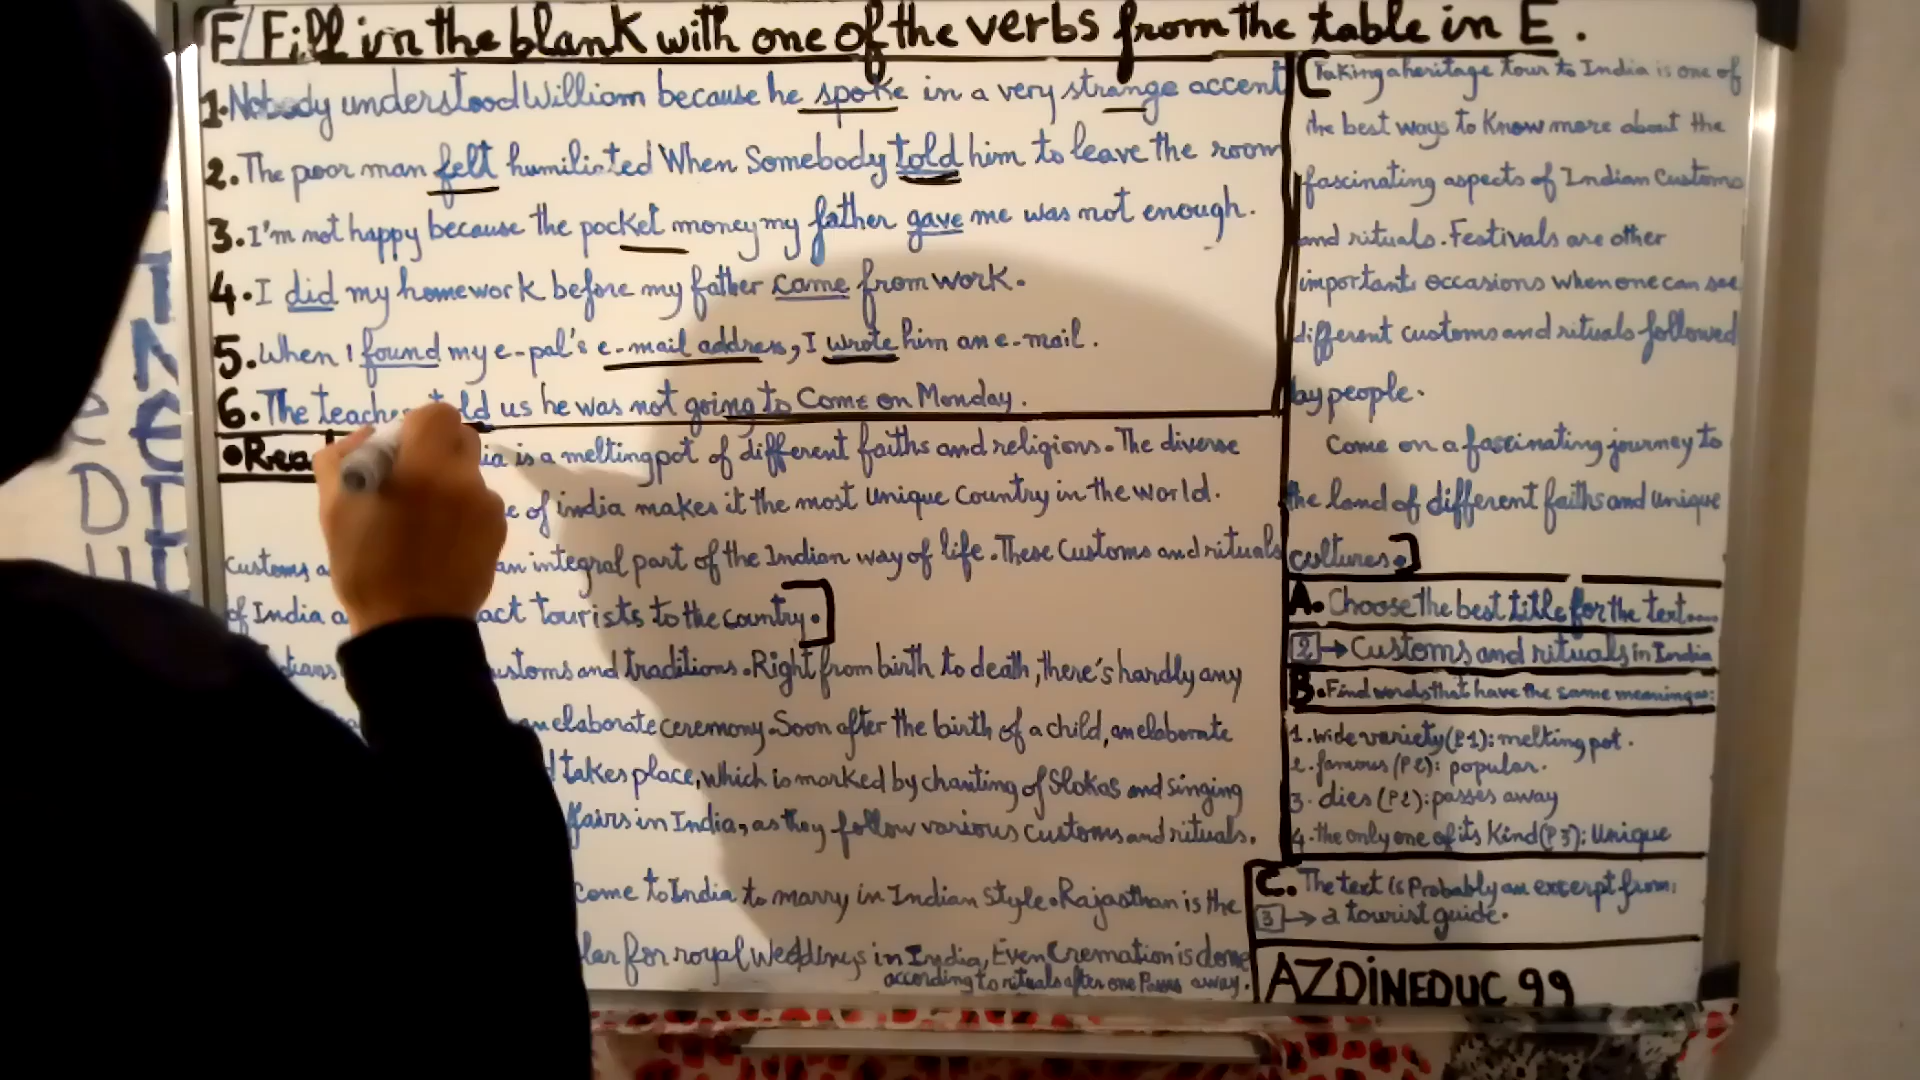 F/ Fill in the blank with one of the verbs from the table in E.
1. Nobody understood William because he spoke in a very strange accent
2. The poor man felt humiliated When Somebody told him to leave the room
3. I'm not happy because the pocket money my father gave me was not enough.
4. I did my homework before my father came from work.
5. When I found my e-pal's e-mail address, I wrote him an e-mail.
6. The teacher told us he was not going to Come on Monday.
is a melting pot of different faiths and religions. The diverse
of india makes it the most Unique Country in the world.
Customs an integral part of the Indian way of life. These Customs and rituals
of India tourists to the country.
customs and traditions. Right from birth to death, there's hardly any
elaborate ceremony. Soon after the birth of a child, an elaborate
takes place, which is marked by chanting of Slokas and singing
in India, as they follow various customs and rituals.
come to India to marry in Indian Style. Rajasthan is the
for royal Weddings in India, Even Cremation is done
according to rituals after one Passes away.
Taking a heritage tour to India is one of
the best ways to Know more about the
fascinating aspects of Indian Customs
and rituals. Festivals are other
important occasions when one can see
different customs and rituals followed
by people.
Come on a fascinating journey to
the land of different faiths and unique
cultures.
A. Choose the best title for the text....
2 → Customs and rituals in India
B. Find words that have the same meaning as:
1. wide variety (P1): melting pot.
2. famous (P2): popular.
3. dies (P2): passes away
4. the only one of its Kind (P3): Unique
C. The text is Probably an excerpt from:
3 → a tourist guide.
AZDINEDUC 99